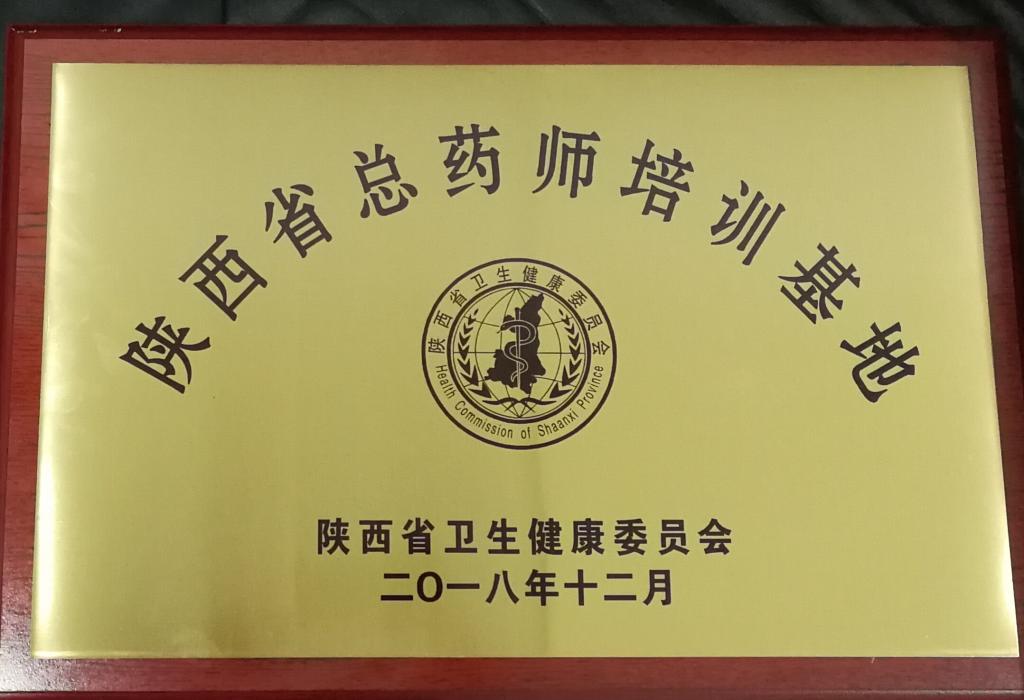 陕西省总药师培训基地
陕西省卫生健康委员会
Health Commission of Shaanxi Province
陕西省卫生健康委员会
二〇一八年十二月